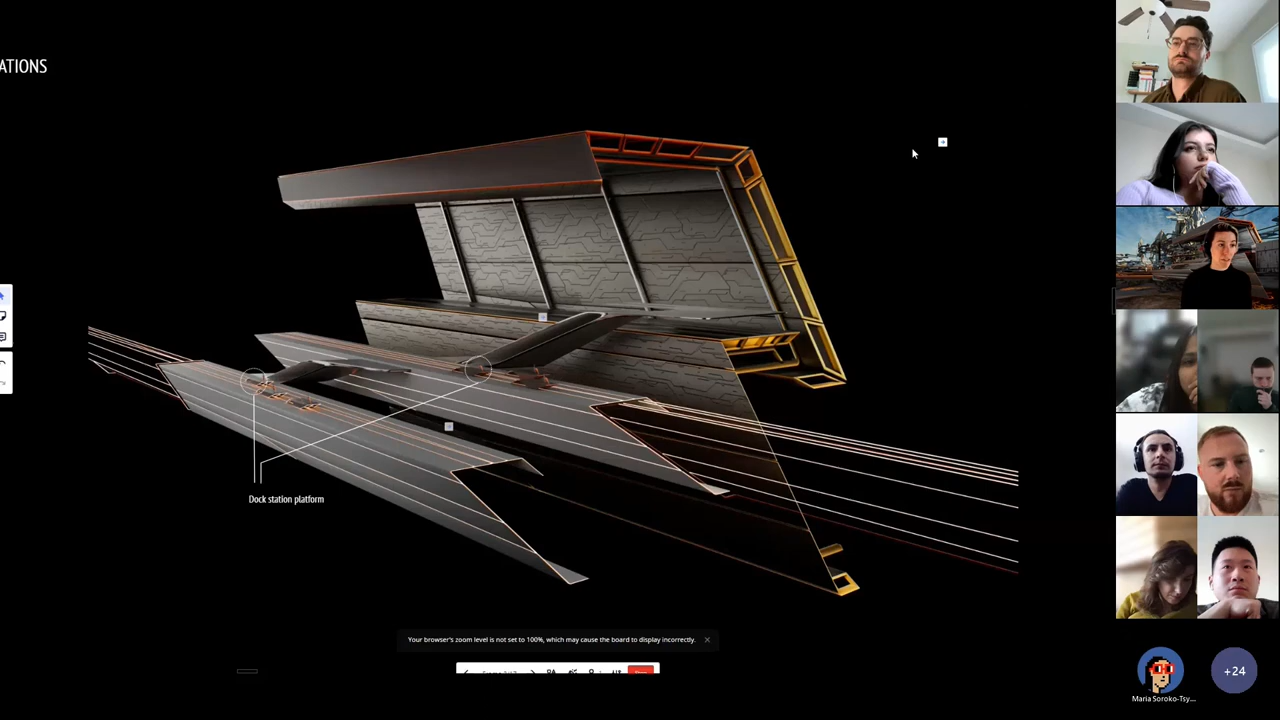 ATIONS
Dock station platform
Your browser's zoom level is not set to 100%, which may cause the board to display incorrectly.
Maria Soroko-Tsy...
+24